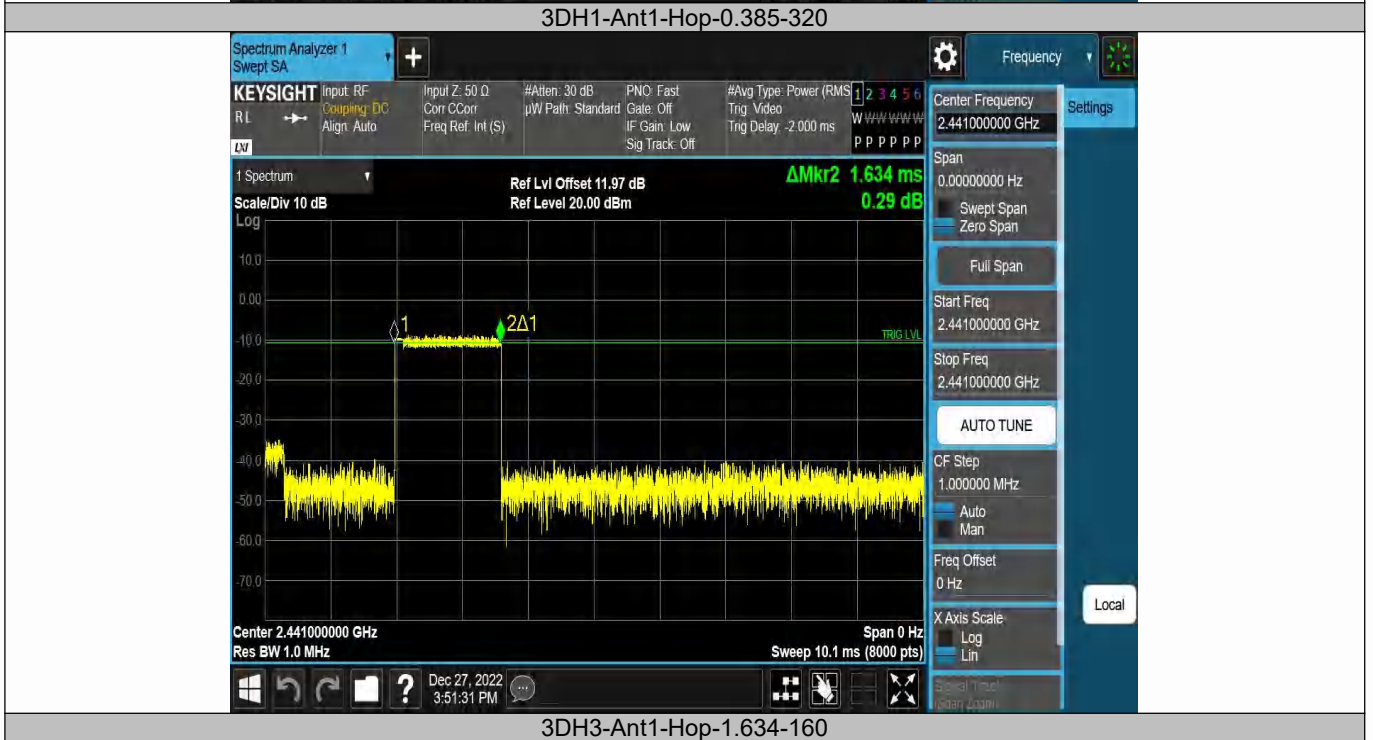 3DH1-Ant1-Hop-0.385-320
Spectrum Analyzer 1
Swept SA
+
Frequency
KEYSIGHT
RL
LXI
Input: RF
Coupling: DC
Align: Auto
Input Z: 50 Ω
Corr CCorr
Freq Ref: Int (S)
#Atten: 30 dB
µW Path: Standard
PNO: Fast
Gate: Off
IF Gain: Low
Sig Track: Off
#Avg Type: Power (RMS
Trig: Video
Trig Delay: -2.000 ms
1 2 3 4 5 6
W W W W W W
P P P P P P
Center Frequency
2.441000000 GHz
Settings
1 Spectrum
Scale/Div 10 dB
Ref Lvl Offset 11.97 dB
Ref Level 20.00 dBm
ΔMkr2 1.634 ms
0.29 dB
Span
0.00000000 Hz
Swept Span
Zero Span
Full Span
Start Freq
2.441000000 GHz
Stop Freq
2.441000000 GHz
AUTO TUNE
CF Step
1.000000 MHz
Auto
Man
Freq Offset
0 Hz
X Axis Scale
Log
Lin
Local
Log
10.0
0.00
-10.0
-20.0
-30.0
-40.0
-50.0
-60.0
-70.0
1
2Δ1
TRIG LVL
Center 2.441000000 GHz
Res BW 1.0 MHz
Span 0 Hz
Sweep 10.1 ms (8000 pts)
?
Dec 27, 2022
3:51:31 PM
3DH3-Ant1-Hop-1.634-160